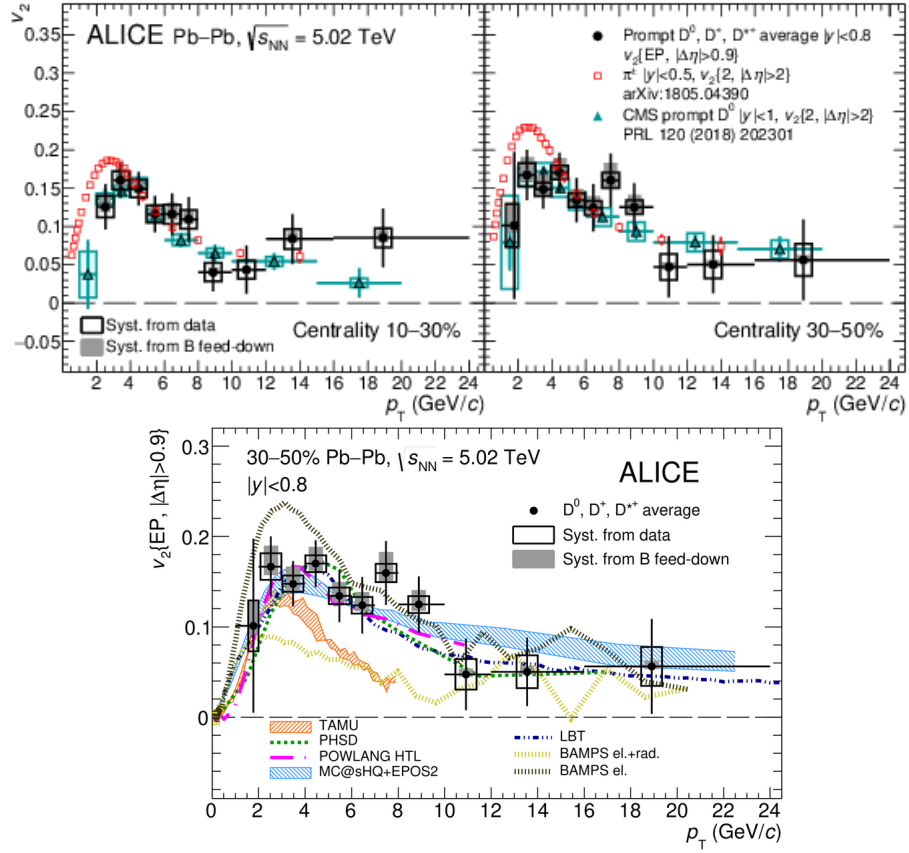 v₂
ALICE Pb–Pb, √sNN = 5.02 TeV
0.35
0.3
0.25
0.2
0.15
0.1
0.05
0
−0.05
Syst. from data
Syst. from B feed-down
Centrality 10–30%
2 4 6 8 10 12 14 16 18 20 24
pT (GeV/c)
Prompt D⁰, D⁺, D*⁺ average |y|<0.8
v₂{EP, |Δη|>0.9}
π± |y|<0.5, v₂{2, |Δη|>2}
arXiv:1805.04390
CMS prompt D⁰ |y|<1, v₂{2, |Δη|>2}
PRL 120 (2018) 202301
Centrality 30–50%
2 4 6 8 10 12 14 16 18 20 24
pT (GeV/c)
v₂{EP, |Δη|>0.9}
0.3
0.2
0.1
0
30–50% Pb–Pb, √sNN = 5.02 TeV
|y|<0.8
ALICE
D⁰, D⁺, D*⁺ average
Syst. from data
Syst. from B feed-down
TAMU
PHSD
POWLANG HTL
MC@sHQ+EPOS2
LBT
BAMPS el.+rad.
BAMPS el.
0 2 4 6 8 10 12 14 16 18 20 22 24
pT (GeV/c)